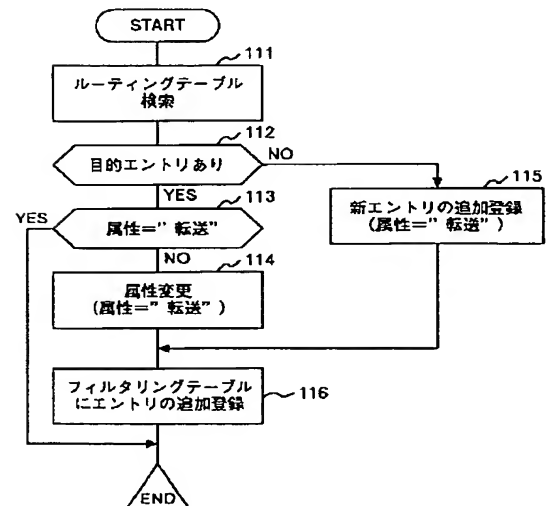 START
111
ルーティングテーブル
検索
112
目的エントリあり
NO
YES
113
115
新エントリの追加登録
(属性=”転送”)
YES
属性=”転送”
NO
114
属性変更
(属性=”転送”)
フィルタリングテーブル
にエントリの追加登録
116
END